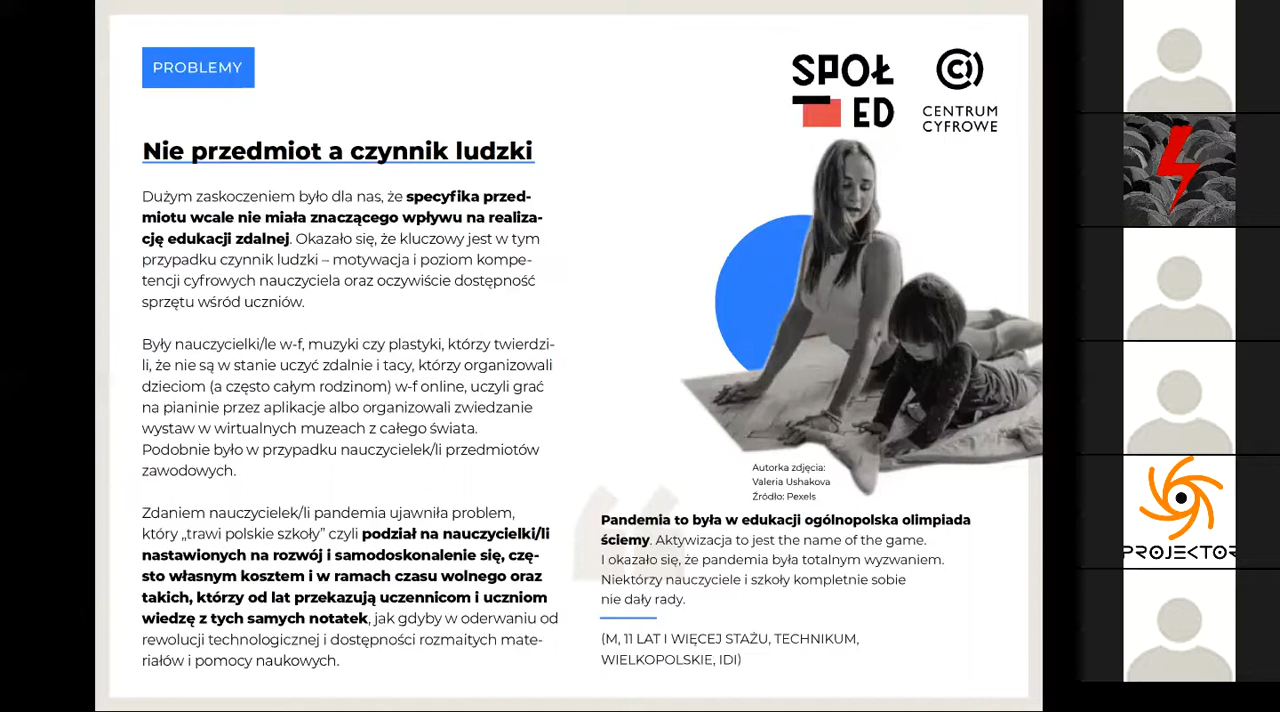 PROBLEMY
SPOŁ
ED
CENTRUM
CYFROWE
Nie przedmiot a czynnik ludzki
Dużym zaskoczeniem było dla nas, że specyfika przed-
miotu wcale nie miała znaczącego wpływu na realiza-
cję edukacji zdalnej. Okazało się, że kluczowy jest w tym
przypadku czynnik ludzki – motywacja i poziom kompe-
tencji cyfrowych nauczyciela oraz oczywiście dostępność
sprzętu wśród uczniów.
Były nauczycielki/le w-f, muzyki czy plastyki, którzy twierdzi-
li, że nie są w stanie uczyć zdalnie i tacy, którzy organizowali
dzieciom (a często całym rodzinom) w-f online, uczyli grać
na pianinie przez aplikacje albo organizowali zwiedzanie
wystaw w wirtualnych muzeach z całego świata.
Podobnie było w przypadku nauczycielek/li przedmiotów
zawodowych.
Zdaniem nauczycielek/li pandemia ujawniła problem,
który „trawi polskie szkoły” czyli podział na nauczycielki/li
nastawionych na rozwój i samodoskonalenie się, czę-
sto własnym kosztem i w ramach czasu wolnego oraz
takich, którzy od lat przekazują uczennicom i uczniom
wiedzę z tych samych notatek, jak gdyby w oderwaniu od
rewolucji technologicznej i dostępności rozmaitych mate-
riałów i pomocy naukowych.
Autorka zdjęcia:
Valeria Ushakova
Źródło: Pexels
Pandemia to była w edukacji ogólnopolska olimpiada
ściemy. Aktywizacja to jest the name of the game.
I okazało się, że pandemia była totalnym wyzwaniem.
Niektórzy nauczyciele i szkoły kompletnie sobie
nie dały rady.
(M, 11 LAT I WIĘCEJ STAŻU, TECHNIKUM,
WIELKOPOLSKIE, IDI)
PROJEKTOR